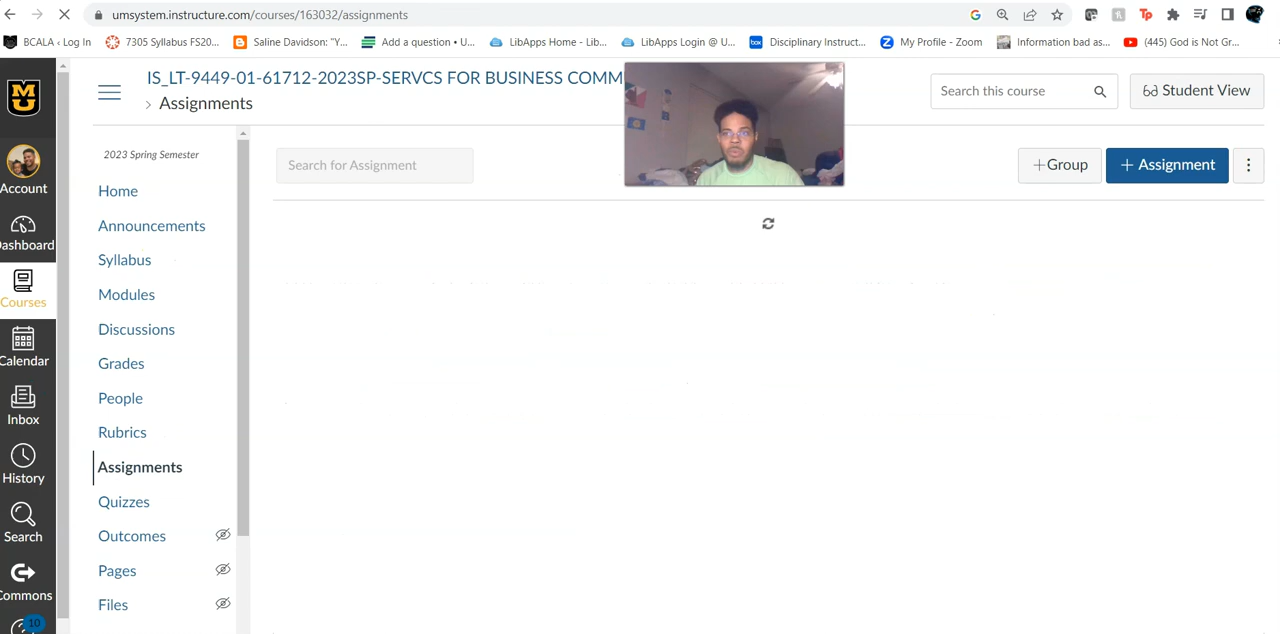 umsystem.instructure.com/courses/163032/assignments
BCALA ‹ Log In
7305 Syllabus FS20...
Saline Davidson: "Y...
Add a question • U...
LibApps Home - Lib...
LibApps Login @ U...
box
Disciplinary Instruct...
My Profile - Zoom
Information bad as...
(445) God is Not Gr...
IS_LT-9449-01-61712-2023SP-SERVCS FOR BUSINESS COMM
› Assignments
Search this course
Student View
2023 Spring Semester
Search for Assignment
+Group
+ Assignment
MU
Account
Dashboard
Courses
Calendar
Inbox
History
Search
Commons
10
Home
Announcements
Syllabus
Modules
Discussions
Grades
People
Rubrics
Assignments
Quizzes
Outcomes
Pages
Files